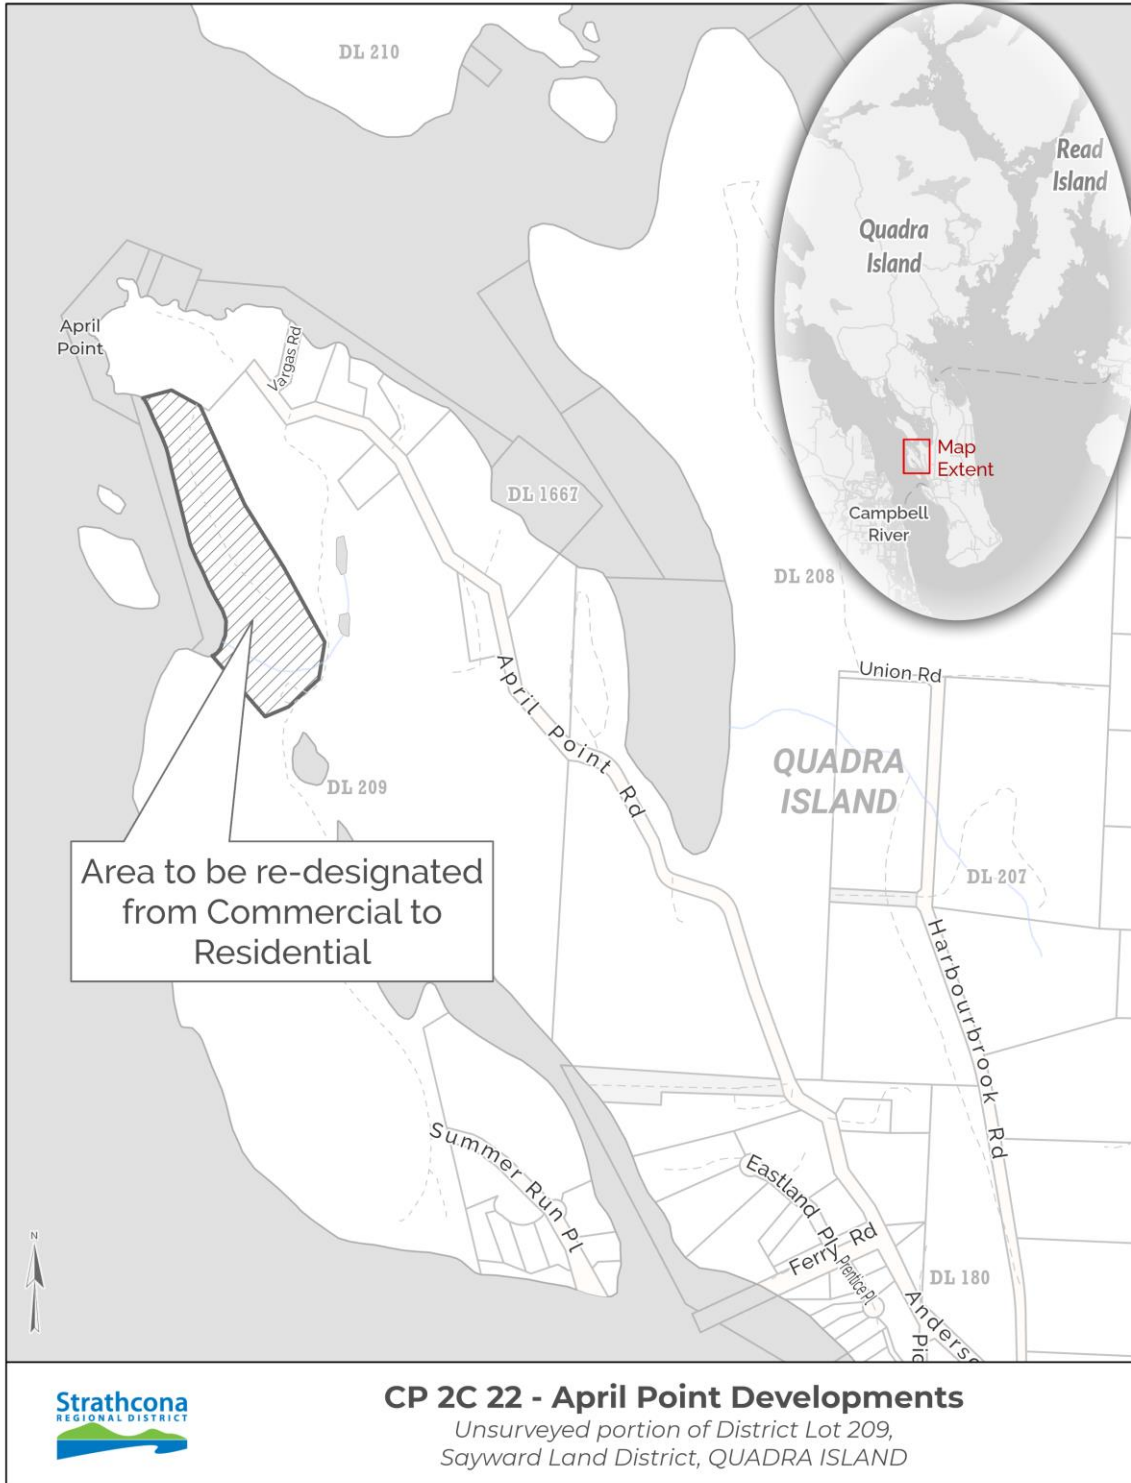 DL 210
Read
Island
Quadra
Island
April
Point
Vargas Rd
Map
Extent
DL 1667
Campbell
River
DL 208
Union Rd
April Point Rd
QUADRA
ISLAND
DL 209
Area to be re-designated
from Commercial to
Residential
DL 207
Harbourbrook Rd
Summer Run Pl
Eastland Pl
Ferry Rd
Prentice Pl
DL 180
Anderso
Pid
N
Strathcona
REGIONAL DISTRICT
CP 2C 22 - April Point Developments
Unsurveyed portion of District Lot 209,
Sayward Land District, QUADRA ISLAND